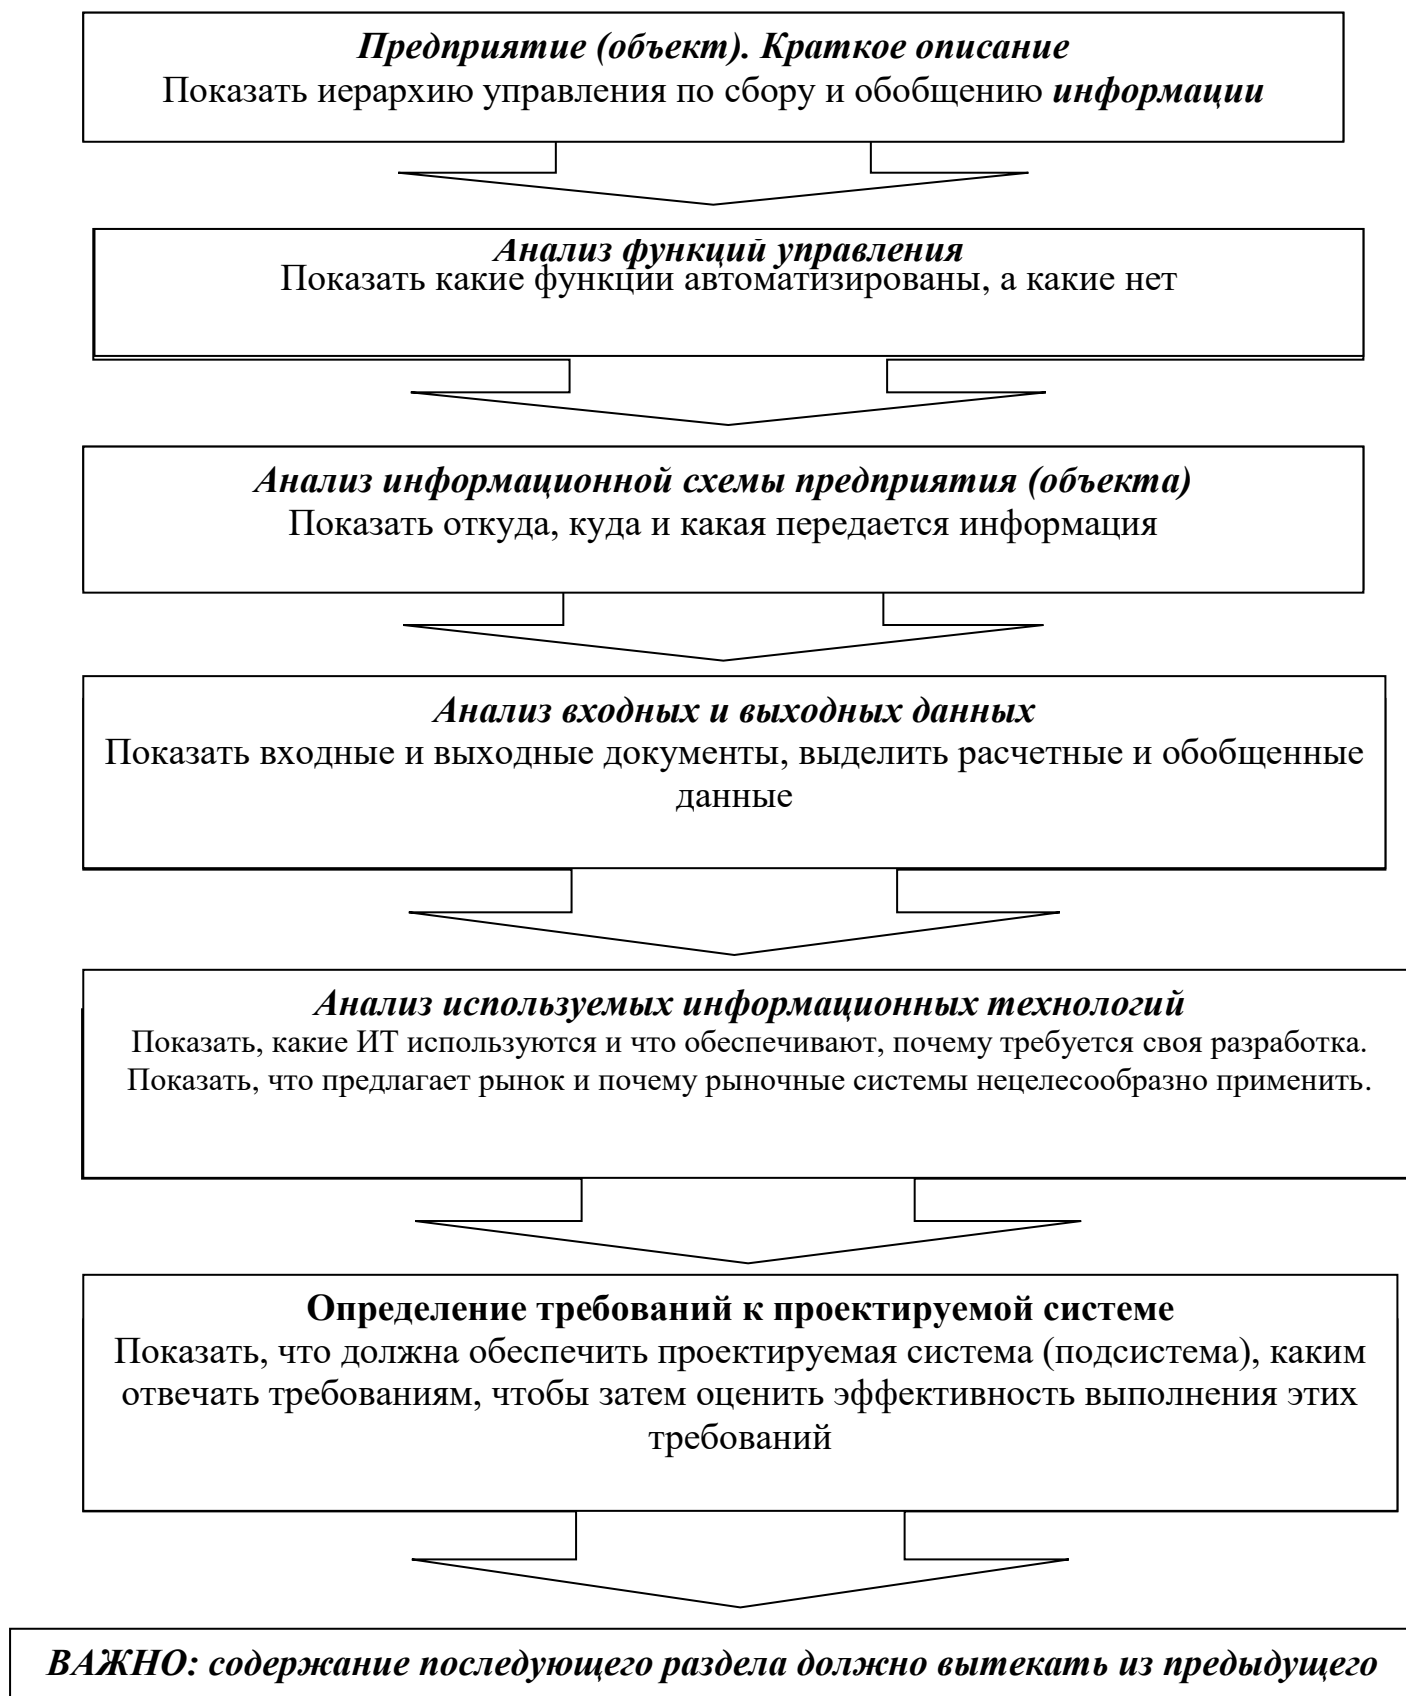 Предприятие (объект). Краткое описание
Показать иерархию управления по сбору и обобщению информации
Анализ функций управления
Показать какие функции автоматизированы, а какие нет
Анализ информационной схемы предприятия (объекта)
Показать откуда, куда и какая передается информация
Анализ входных и выходных данных
Показать входные и выходные документы, выделить расчетные и обобщенные
данные
Анализ используемых информационных технологий
Показать, какие ИТ используются и что обеспечивают, почему требуется своя разработка.
Показать, что предлагает рынок и почему рыночные системы нецелесообразно применить.
Определение требований к проектируемой системе
Показать, что должна обеспечить проектируемая система (подсистема), каким
отвечать требованиям, чтобы затем оценить эффективность выполнения этих
требований
ВАЖНО: содержание последующего раздела должно вытекать из предыдущего